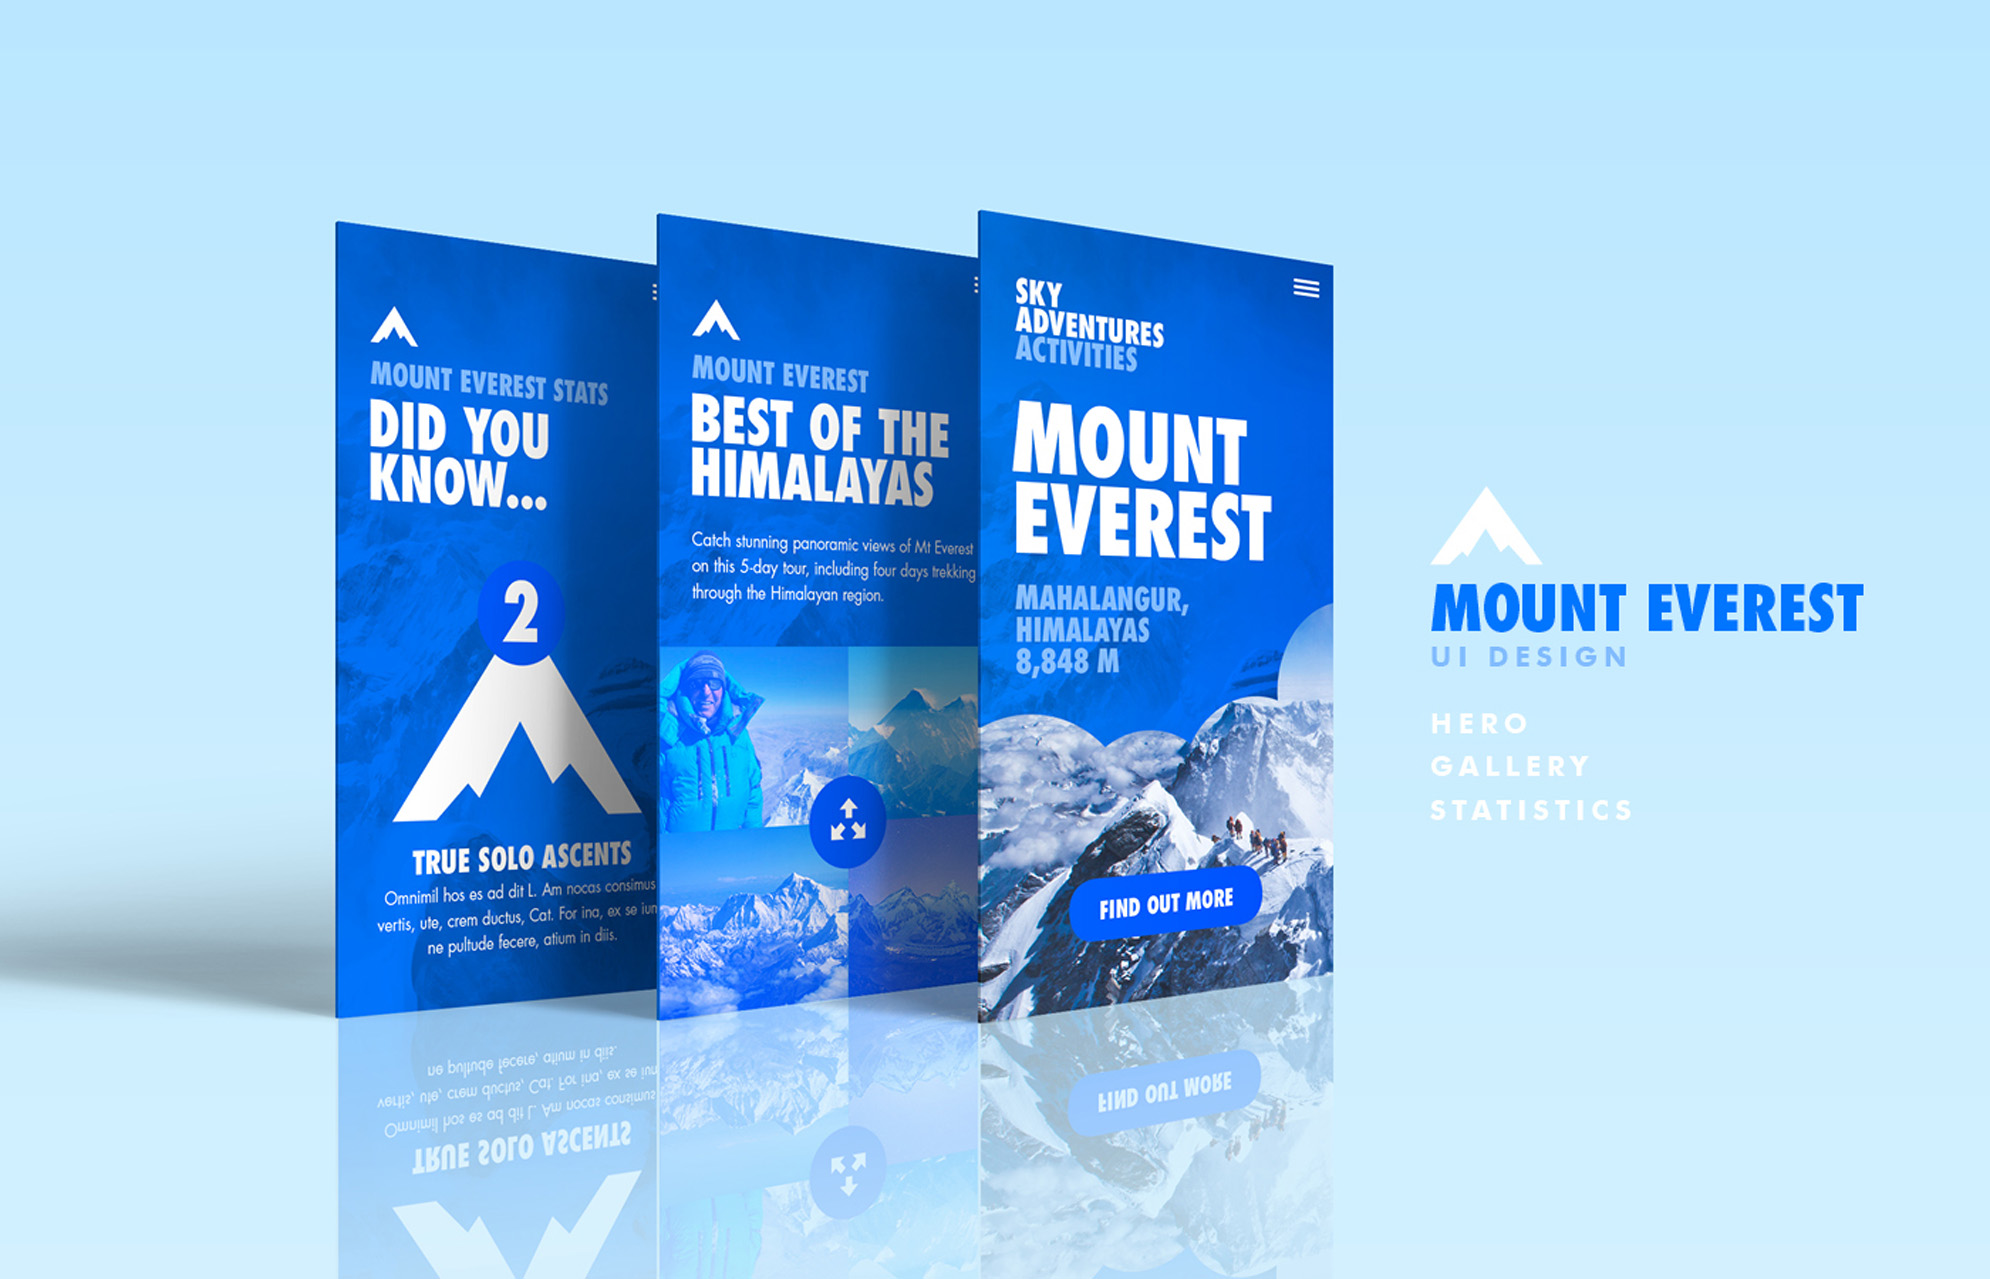 MOUNT EVEREST STATS
DID YOU
KNOW...
2
TRUE SOLO ASCENTS
Omnimil hos es ad dit L. Am nocas consimus
vertis, ute, crem ductus, Cat. For ina, ex se iun
ne pultude fecere, atium in diis.
MOUNT EVEREST
BEST OF THE
HIMALAYAS
Catch stunning panoramic views of Mt Everest
on this 5-day tour, including four days trekking
through the Himalayan region.
SKY
ADVENTURES
ACTIVITIES
MOUNT
EVEREST
MAHALANGUR,
HIMALAYAS
8,848 M
FIND OUT MORE
MOUNT EVEREST
UI DESIGN
HERO
GALLERY
STATISTICS